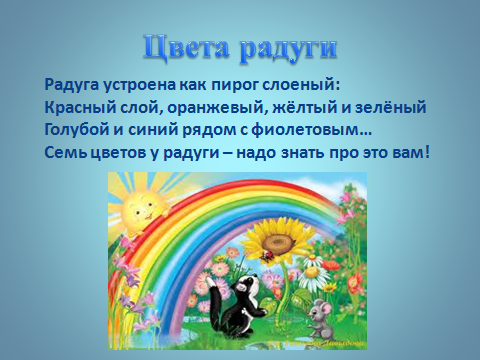 Цвета радуги
Радуга устроена как пирог слоеный:
Красный слой, оранжевый, жёлтый и зелёный
Голубой и синий рядом с фиолетовым...
Семь цветов у радуги – надо знать про это вам!